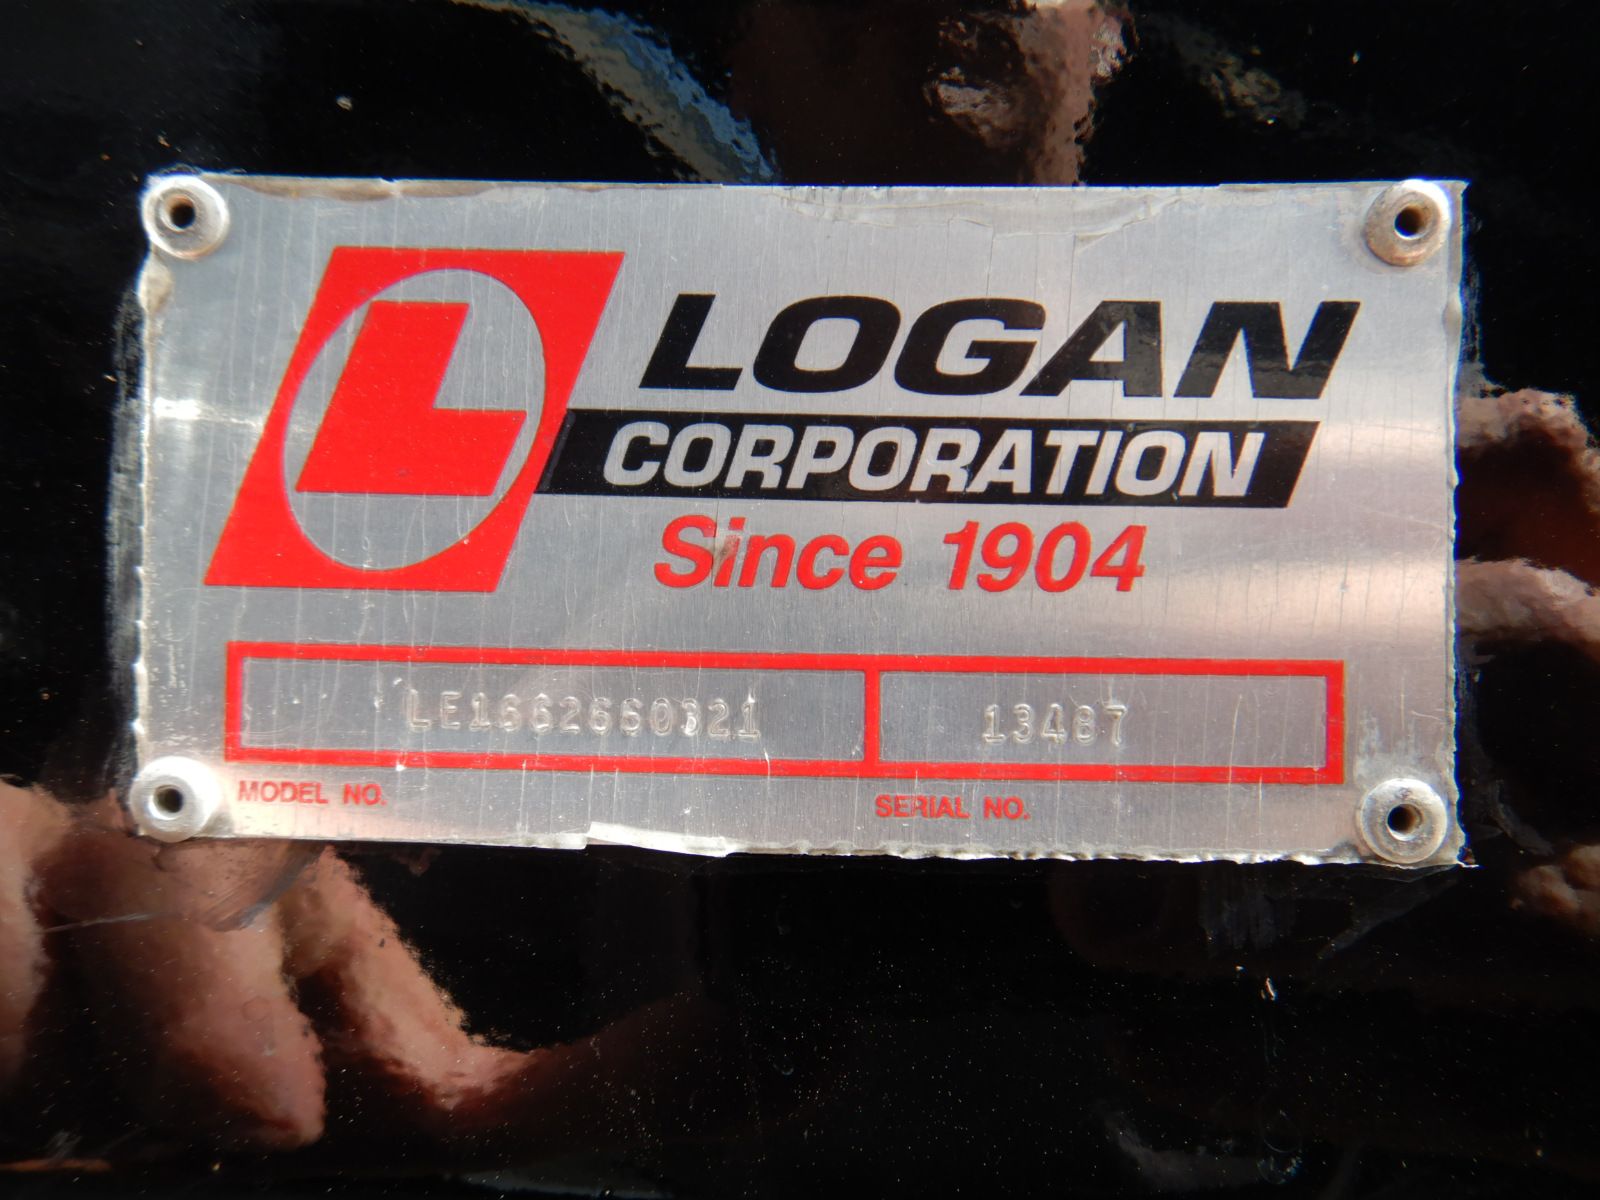 LOGAN
CORPORATION
Since 1904
LE1662660321
13487
MODEL NO.
SERIAL NO.